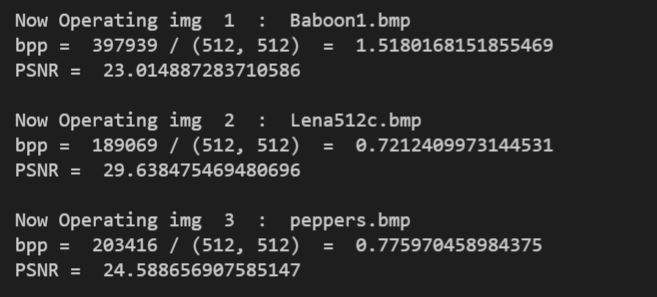 Now Operating img  1  :  Baboon1.bmp
bpp =  397939 / (512, 512)  =  1.5180168151855469
PSNR =  23.014887283710586

Now Operating img  2  :  Lena512c.bmp
bpp =  189069 / (512, 512)  =  0.7212409973144531
PSNR =  29.638475469480696

Now Operating img  3  :  peppers.bmp
bpp =  203416 / (512, 512)  =  0.775970458984375
PSNR =  24.588656907585147